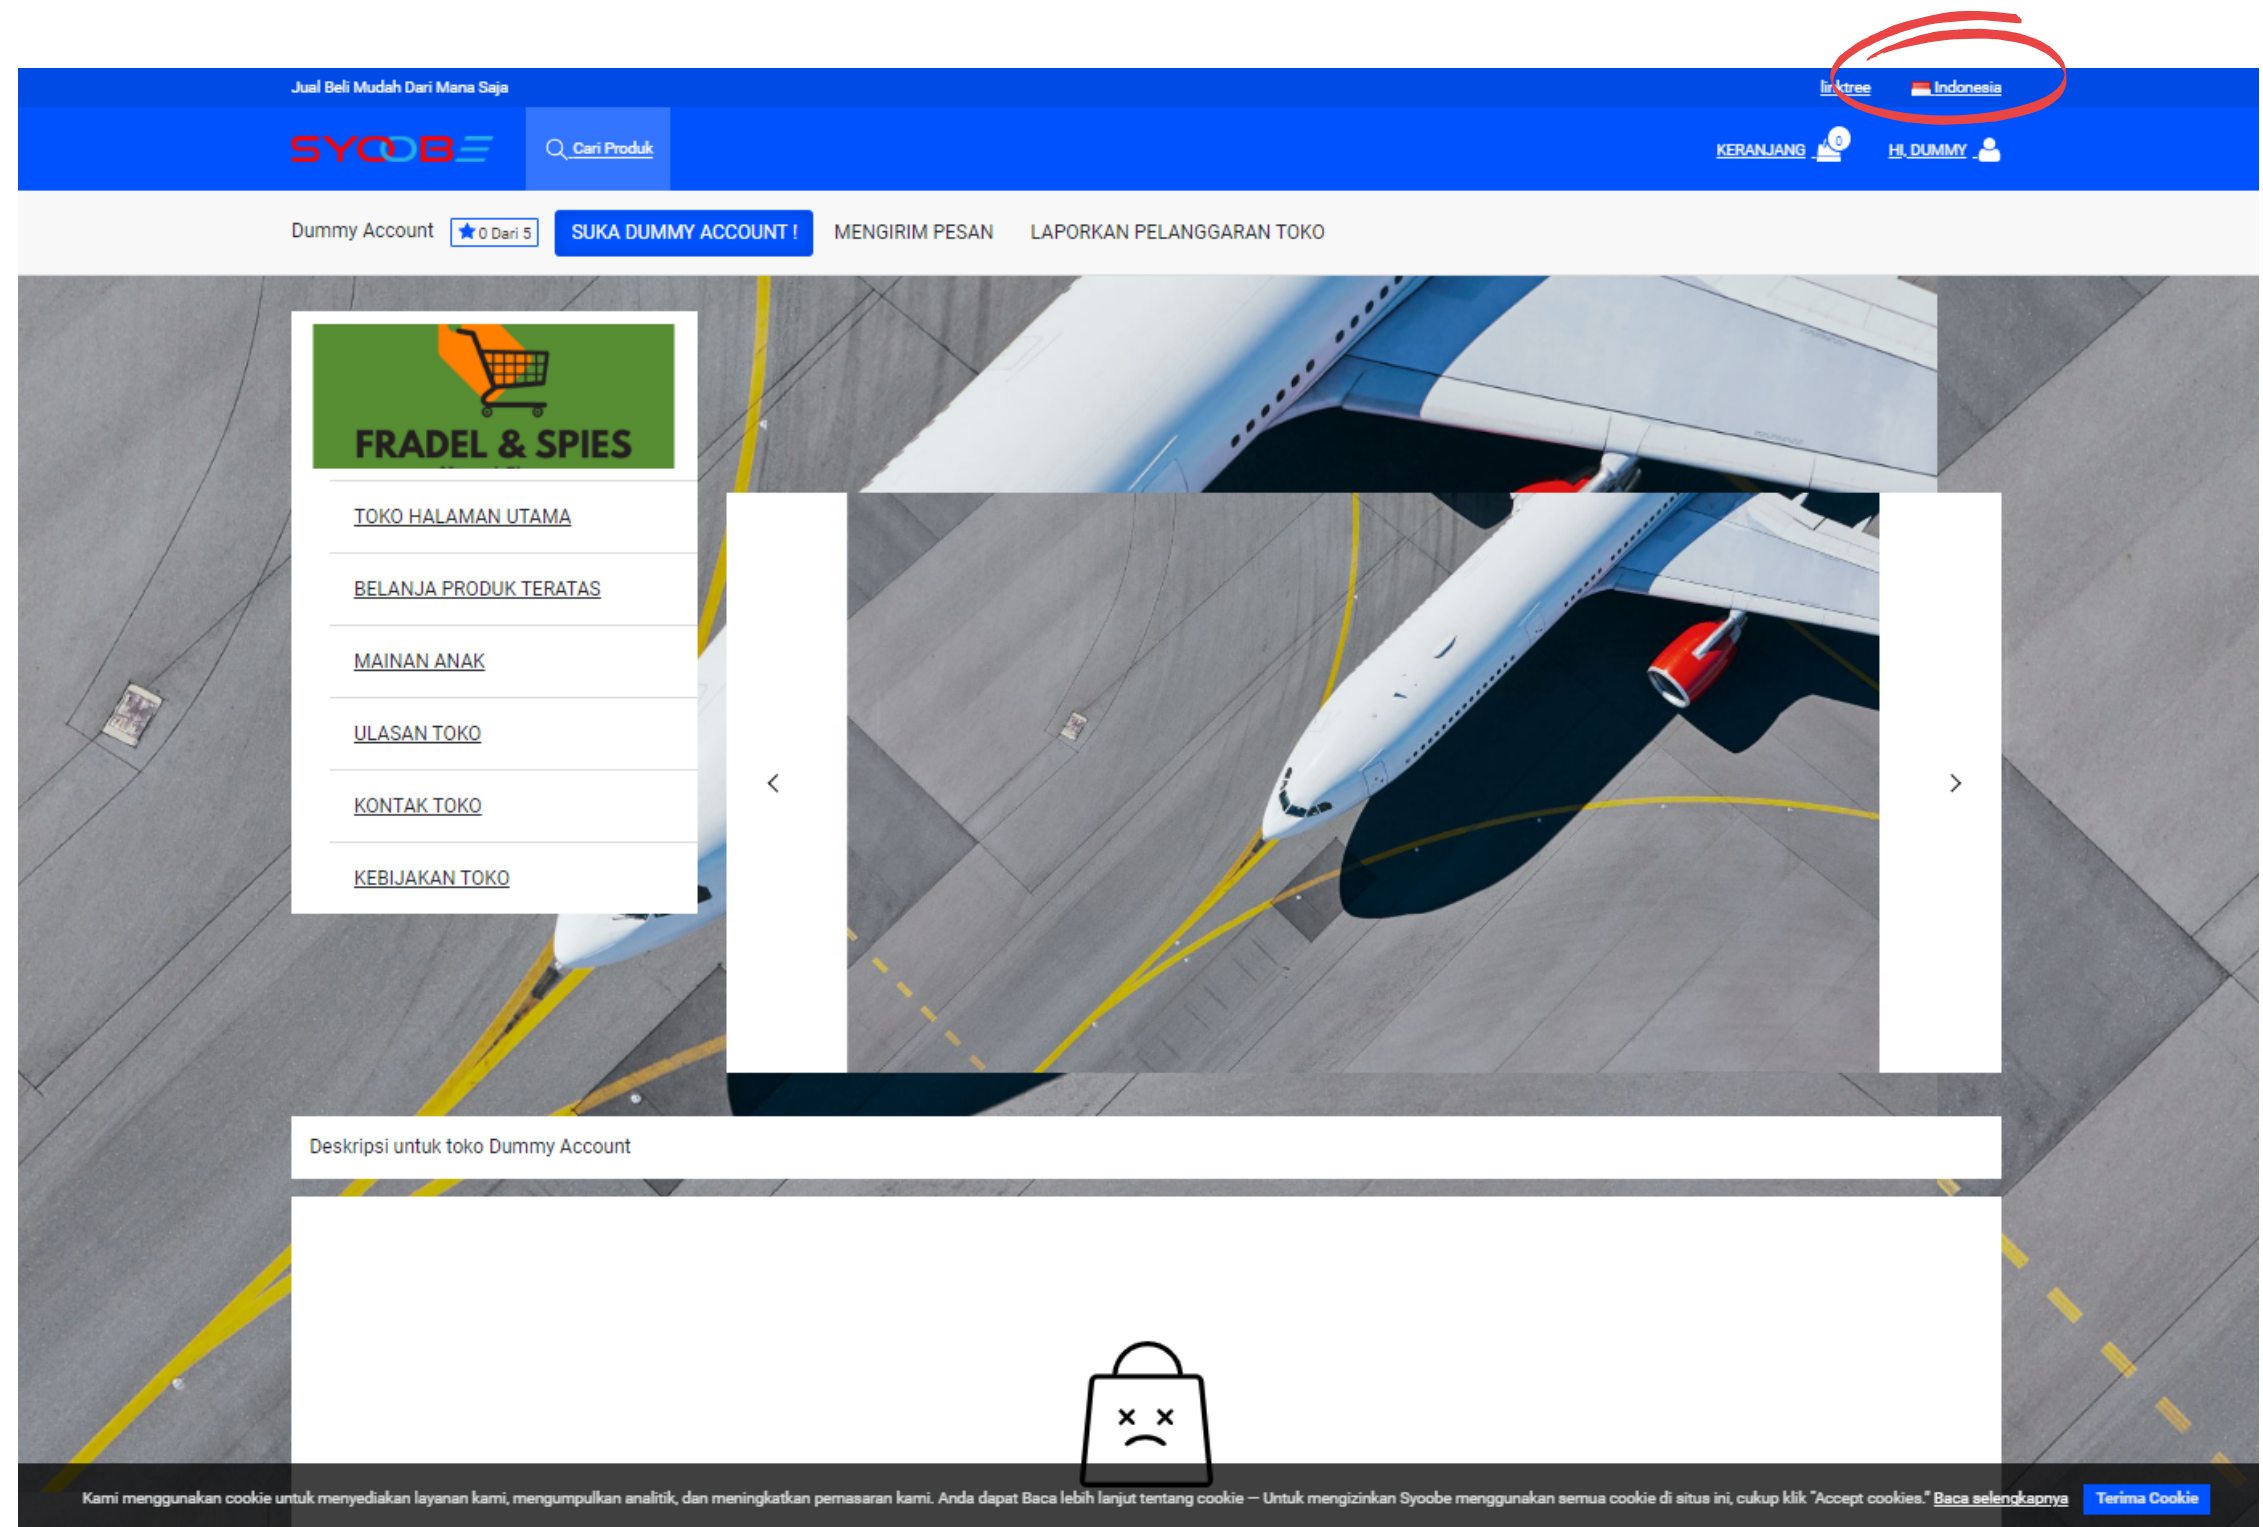 Jual Beli Mudah Dari Mana Saja
linktree
Indonesia
SYOOBE
Cari Produk
KERANJANG
0
HI, DUMMY
Dummy Account
0 Dari 5
SUKA DUMMY ACCOUNT !
MENGIRIM PESAN
LAPORKAN PELANGGARAN TOKO
FRADEL & SPIES
TOKO HALAMAN UTAMA
BELANJA PRODUK TERATAS
MAINAN ANAK
ULASAN TOKO
KONTAK TOKO
KEBIJAKAN TOKO
Deskripsi untuk toko Dummy Account
Kami menggunakan cookie untuk menyediakan layanan kami, mengumpulkan analitik, dan meningkatkan pemasaran kami. Anda dapat Baca lebih lanjut tentang cookie — Untuk mengizinkan Syoobe menggunakan semua cookie di situs ini, cukup klik "Accept cookies." Baca selengkapnya
Terima Cookie